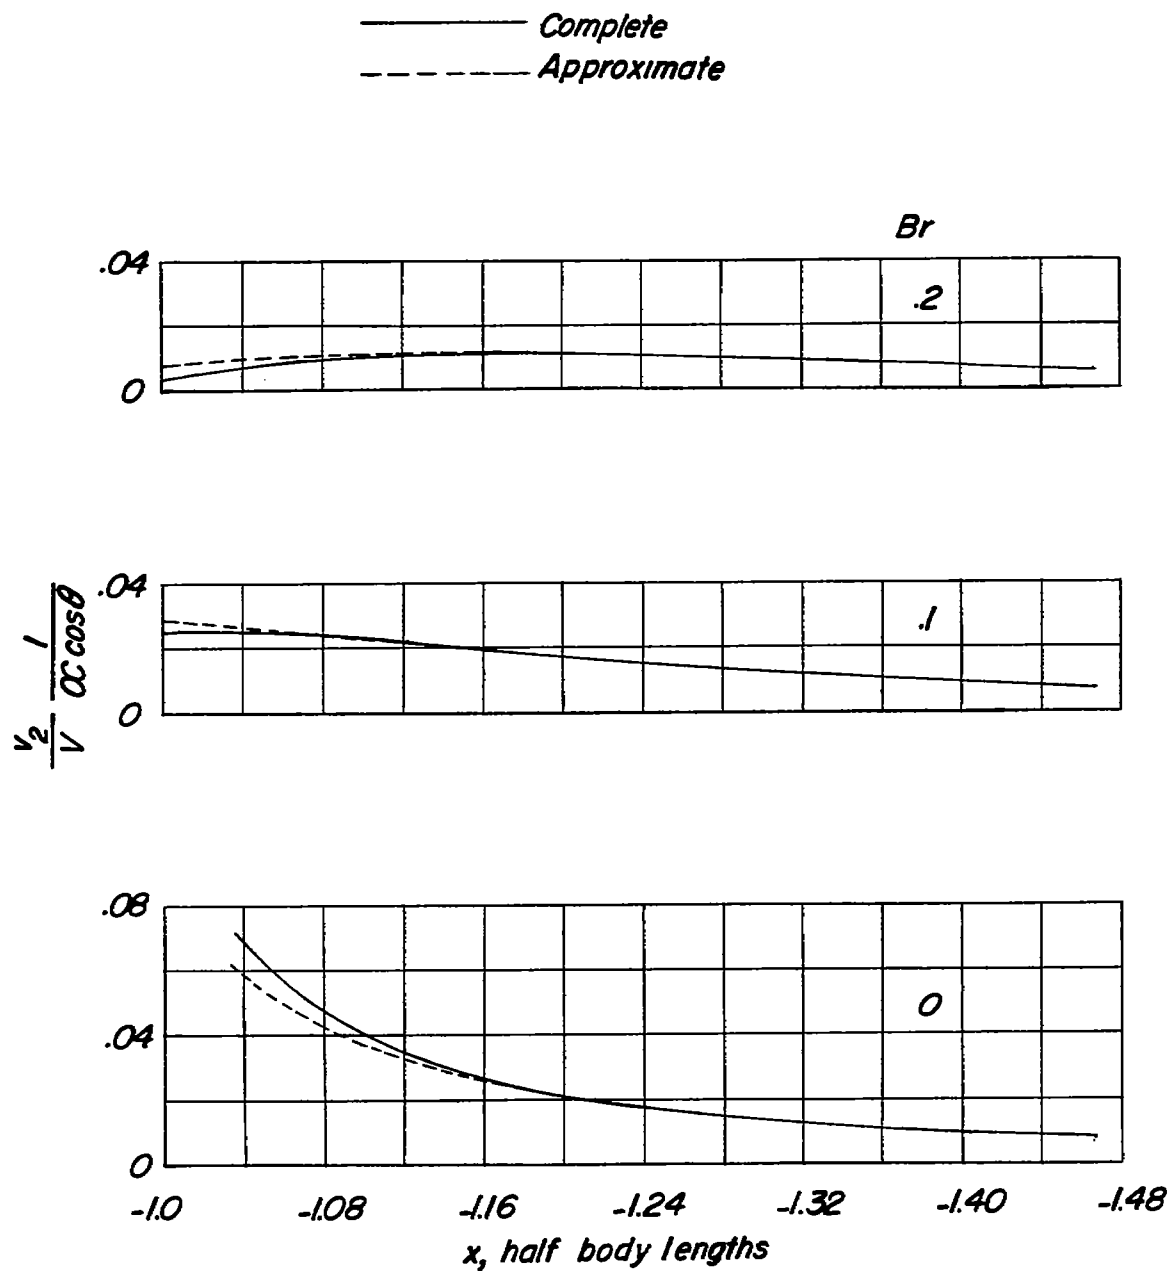 Complete
Approximate
Br
.04
.2
0
.04
.1
0
v₂/V 1/α cosθ
.08
0
.04
0
-1.0 -1.08 -1.16 -1.24 -1.32 -1.40 -1.48
x, half body lengths